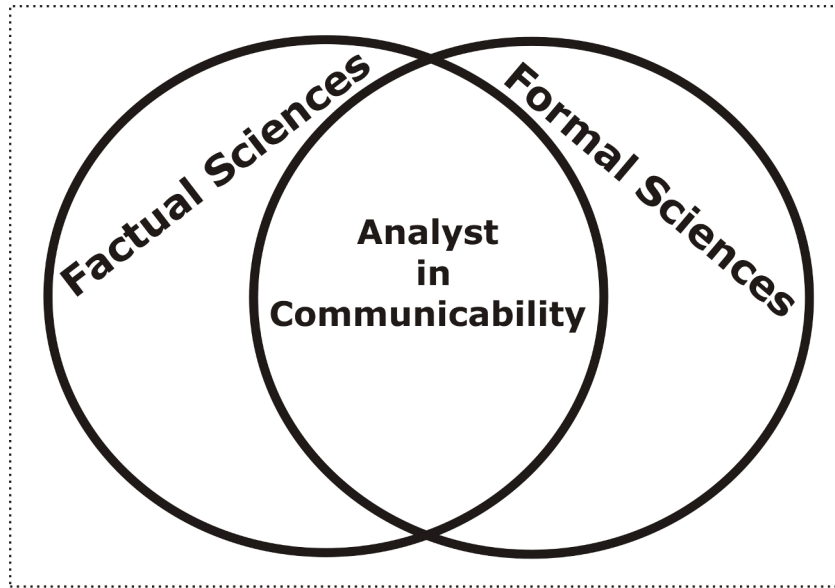 Factual Sciences
Formal Sciences
Analyst
in
Communicability